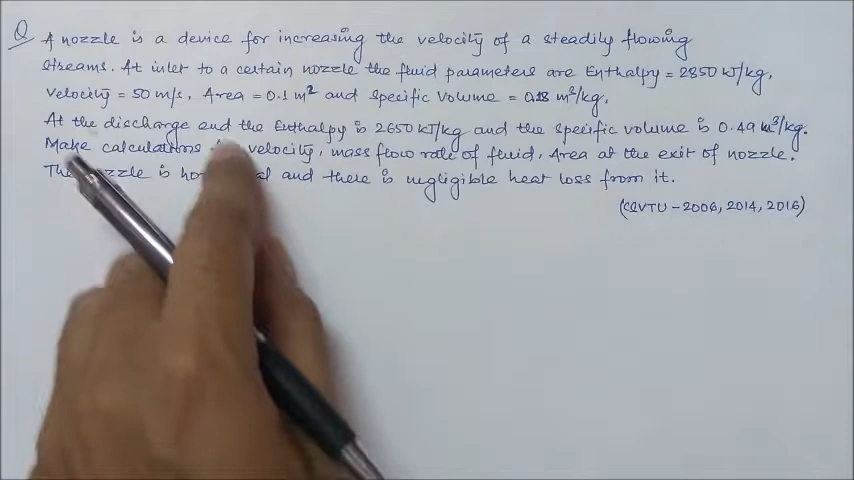 Q A nozzle is a device for increasing the velocity of a steadily flowing
streams. At inlet to a certain nozzle the fluid parameters are Enthalpy = 2850 kJ/kg,
Velocity = 50 m/s, Area = 0.1 m² and specific volume = 0.18 m³/kg.
At the discharge end the Enthalpy is 2650 kJ/kg and the specific volume is 0.49 m³/kg.
Make calculations velocity, mass flow rate of fluid, Area at the exit of nozzle.
The nozzle is and there is negligible heat loss from it.
(CSVTU - 2006, 2014, 2016)